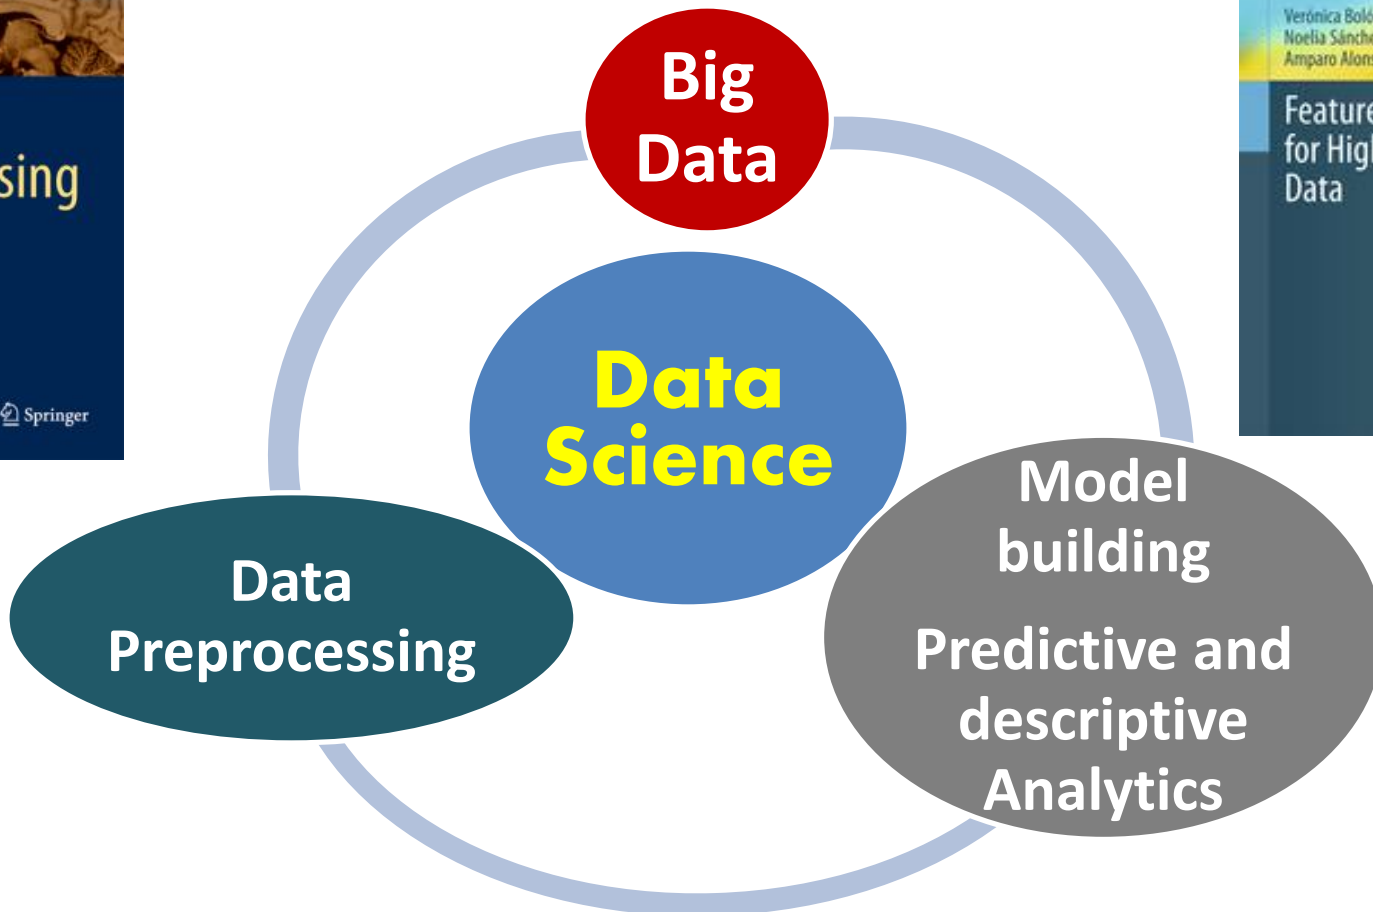 Big
Data
Data
Science
Data
Preprocessing
Model
building
Predictive and
descriptive
Analytics
sing
Springer
Verónica Boló
Noelia Sánche
Amparo Alons
Feature
for Higl
Data